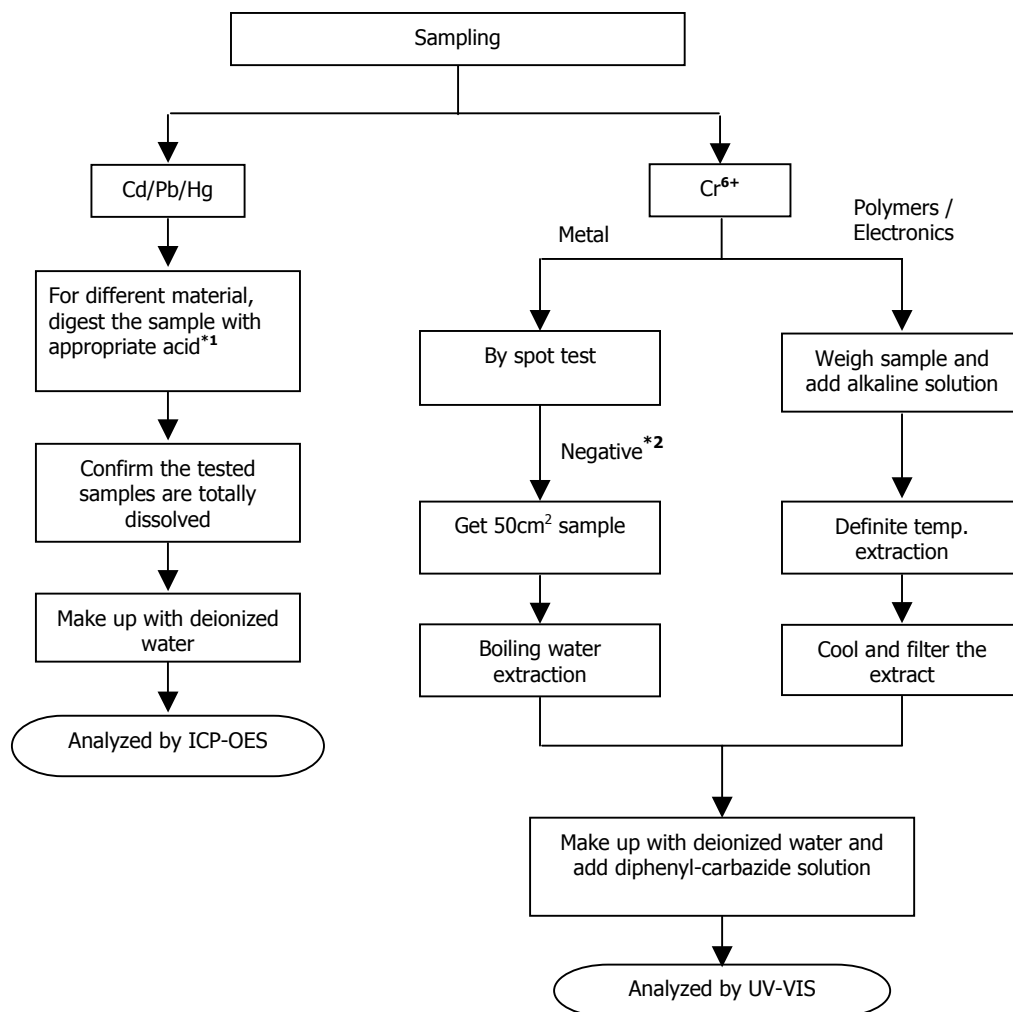 Sampling
Cd/Pb/Hg
For different material,
digest the sample with
appropriate acid*1
Confirm the tested
samples are totally
dissolved
Make up with deionized
water
Analyzed by ICP-OES
Cr6+
Metal
Polymers /
Electronics
By spot test
Negative*2
Get 50cm2 sample
Boiling water
extraction
Weigh sample and
add alkaline solution
Definite temp.
extraction
Cool and filter the
extract
Make up with deionized water and
add diphenyl-carbazide solution
Analyzed by UV-VIS